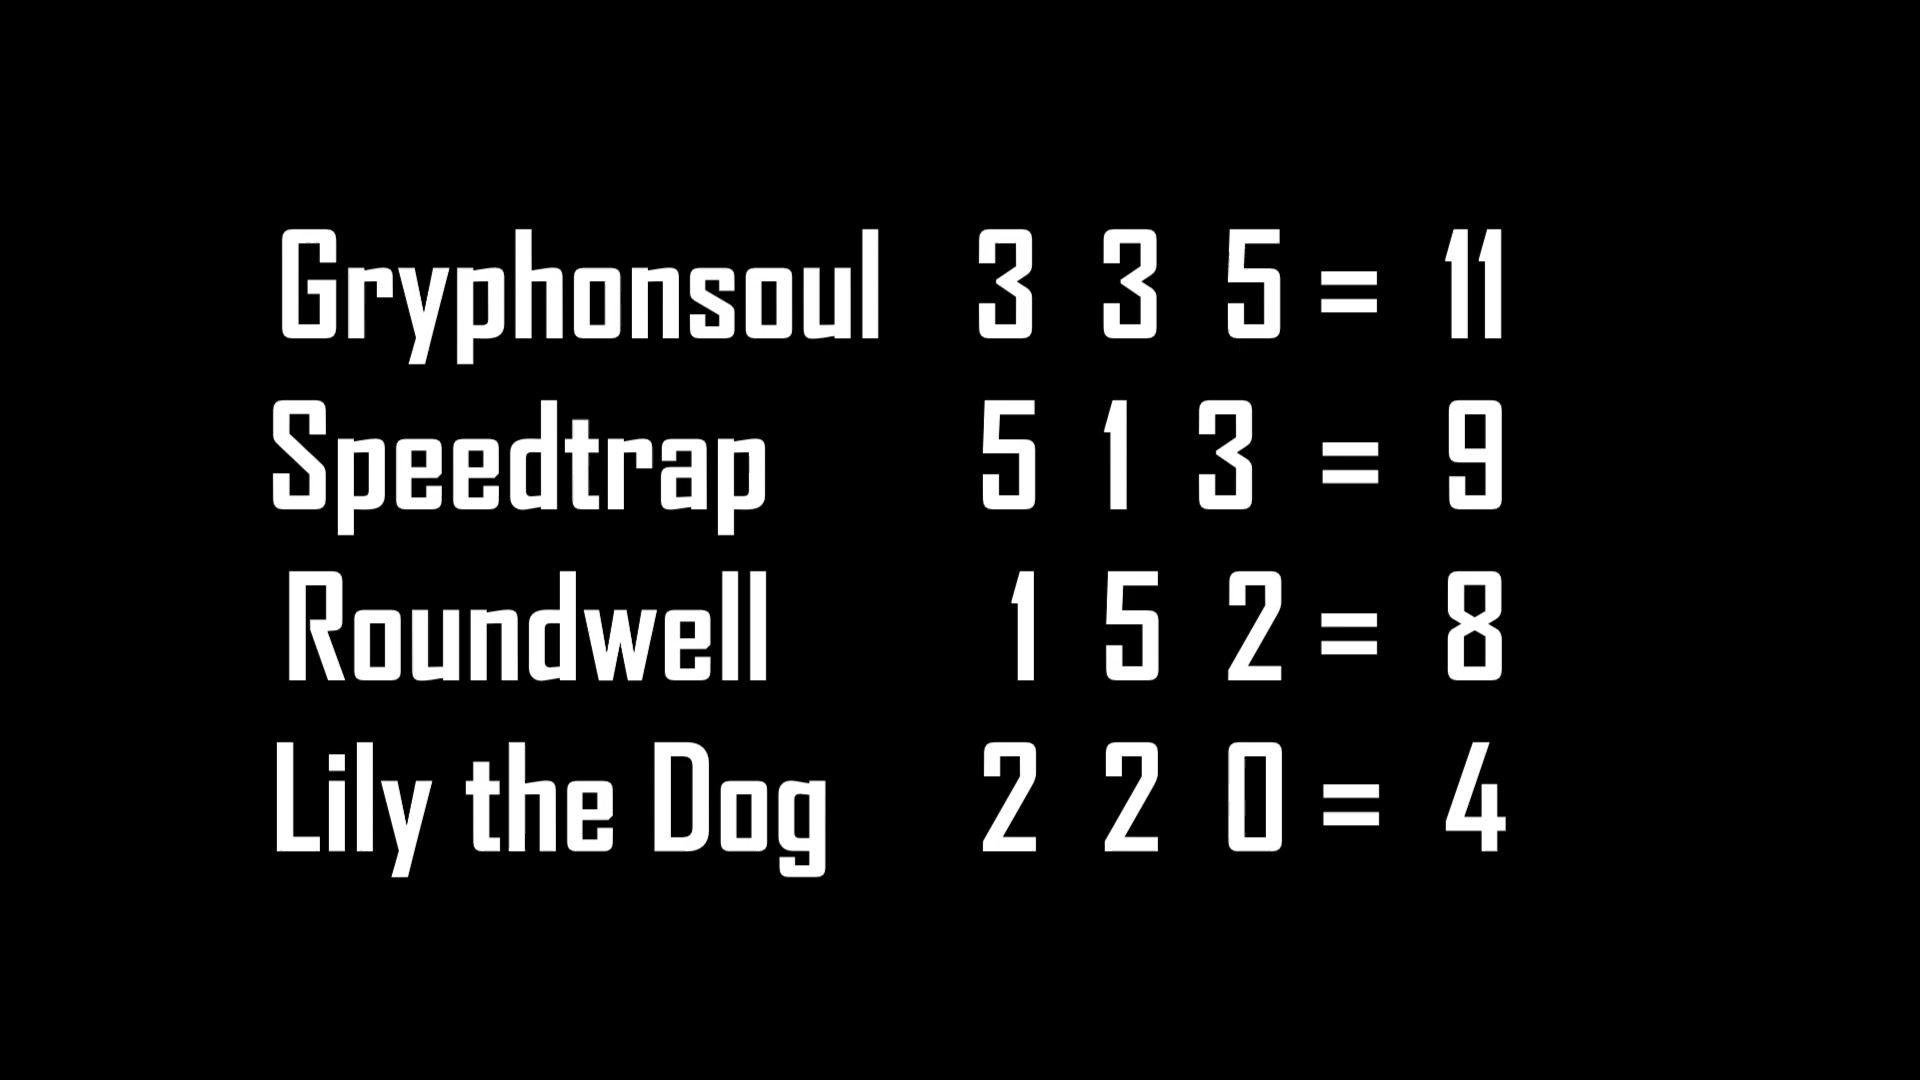 Gryphonsoul 3 3 5 = 11
Speedtrap 5 1 3 = 9
Roundwell 1 5 2 = 8
Lily the Dog 2 2 0 = 4